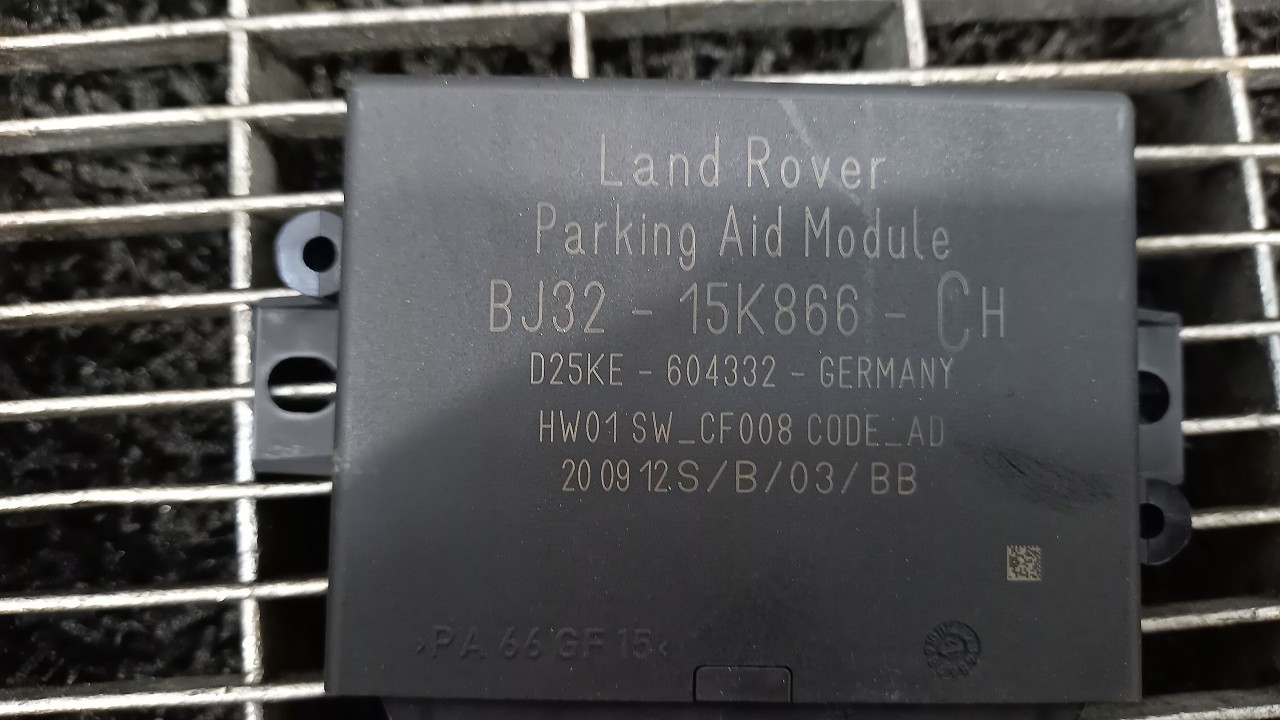 Land Rover
Parking Aid Module
BJ32 - 15K866 - CH
D25KE - 604332 - GERMANY
HW01 SW_CF008 CODE_AD
20 09 12 S/B/03/BB
>PA 66 GF 15<